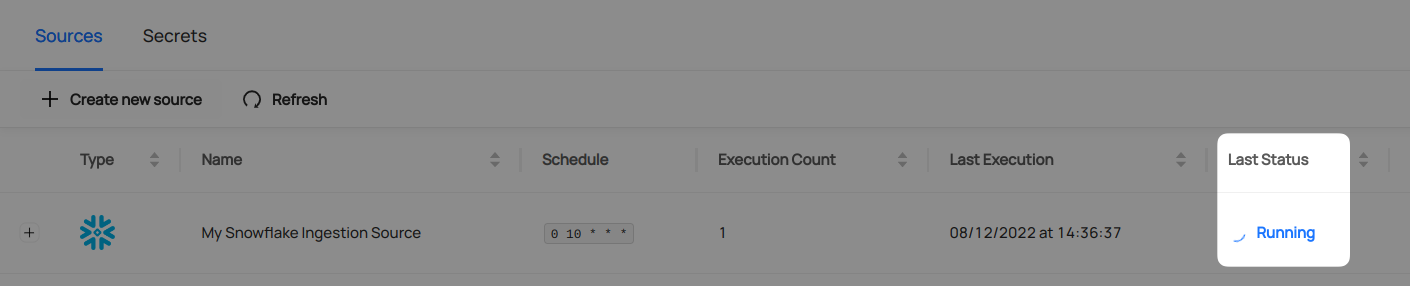 Sources Secrets
Create new source Refresh
Type Name Schedule Execution Count Last Execution Last Status
My Snowflake Ingestion Source 0 10 * * * 1 08/12/2022 at 14:36:37 Running